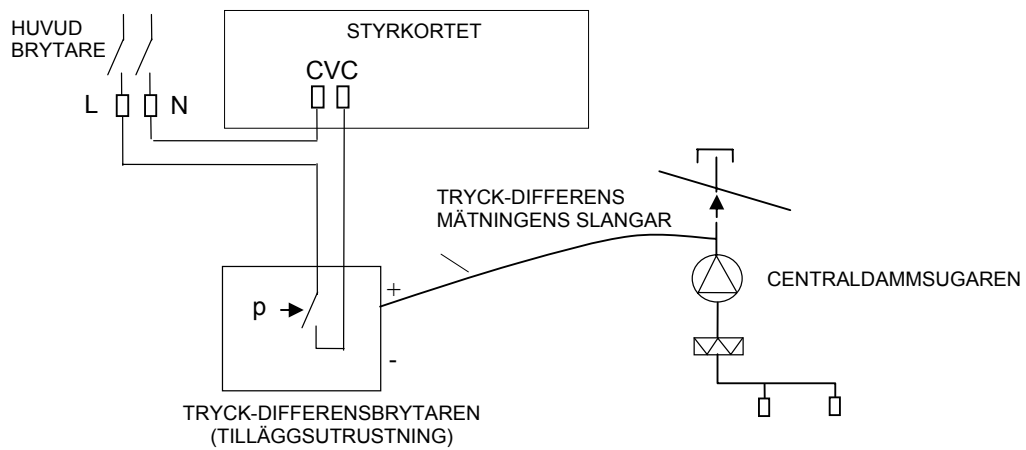 HUVUD
BRYTARE
STYRKORTET
CVC
L
N
TRYCK-DIFFERENS
MÄTNINGENS SLANGAR
CENTRALDAMMSUGAREN
p
+
-
TRYCK-DIFFERENSBRYTAREN
(TILLÄGGSUTRUSTNING)